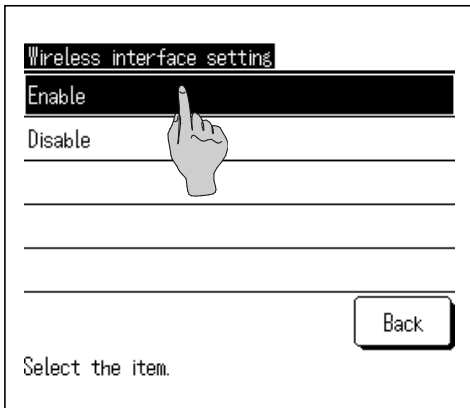 Wireless interface setting
Enable
Disable
Back
Select the item.